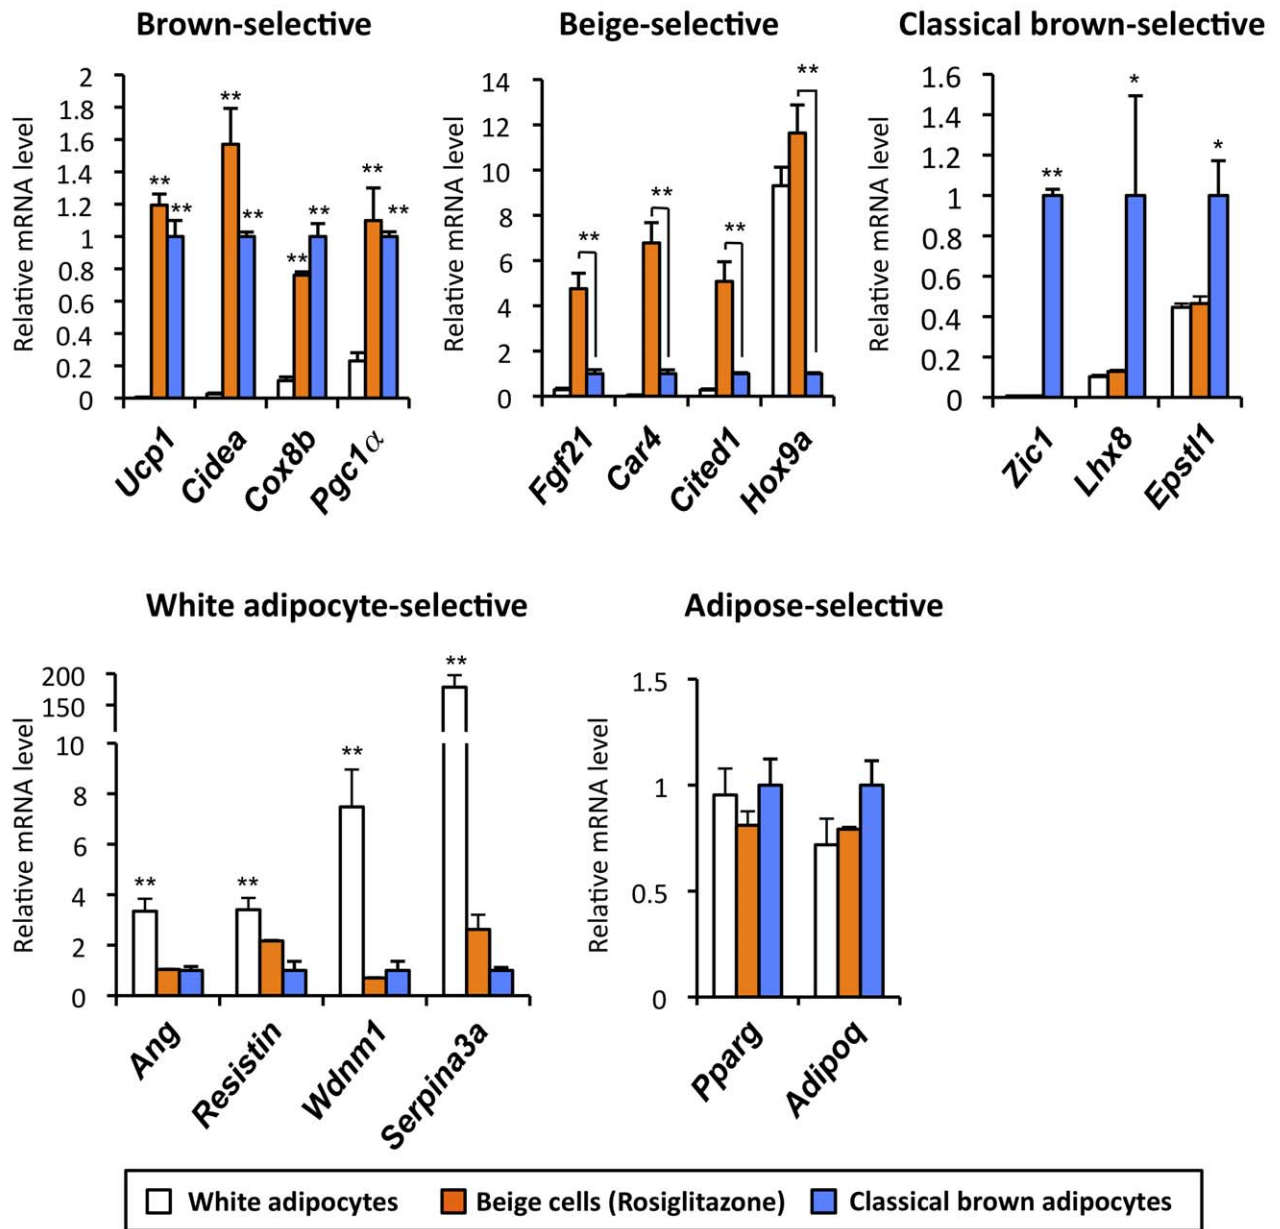 Brown-selective
Relative mRNA level
2
1.8
1.6
1.4
1.2
1
0.8
0.6
0.4
0.2
0
**
**
**
**
**
**
**
**
Ucp1
Cidea
Cox8b
Pgc1α
Beige-selective
Relative mRNA level
14
12
10
8
6
4
2
0
**
**
**
**
Fgf21
Car4
Cited1
Hox9a
Classical brown-selective
Relative mRNA level
1.6
1.4
1.2
1
0.8
0.6
0.4
0.2
0
**
*
*
Zic1
Lhx8
Epstl1
White adipocyte-selective
Relative mRNA level
200
150
10
8
6
4
2
0
**
**
**
**
Ang
Resistin
Wdnm1
Serpina3a
Adipose-selective
Relative mRNA level
1.5
1
0.5
0
Pparg
Adipoq
White adipocytes
Beige cells (Rosiglitazone)
Classical brown adipocytes